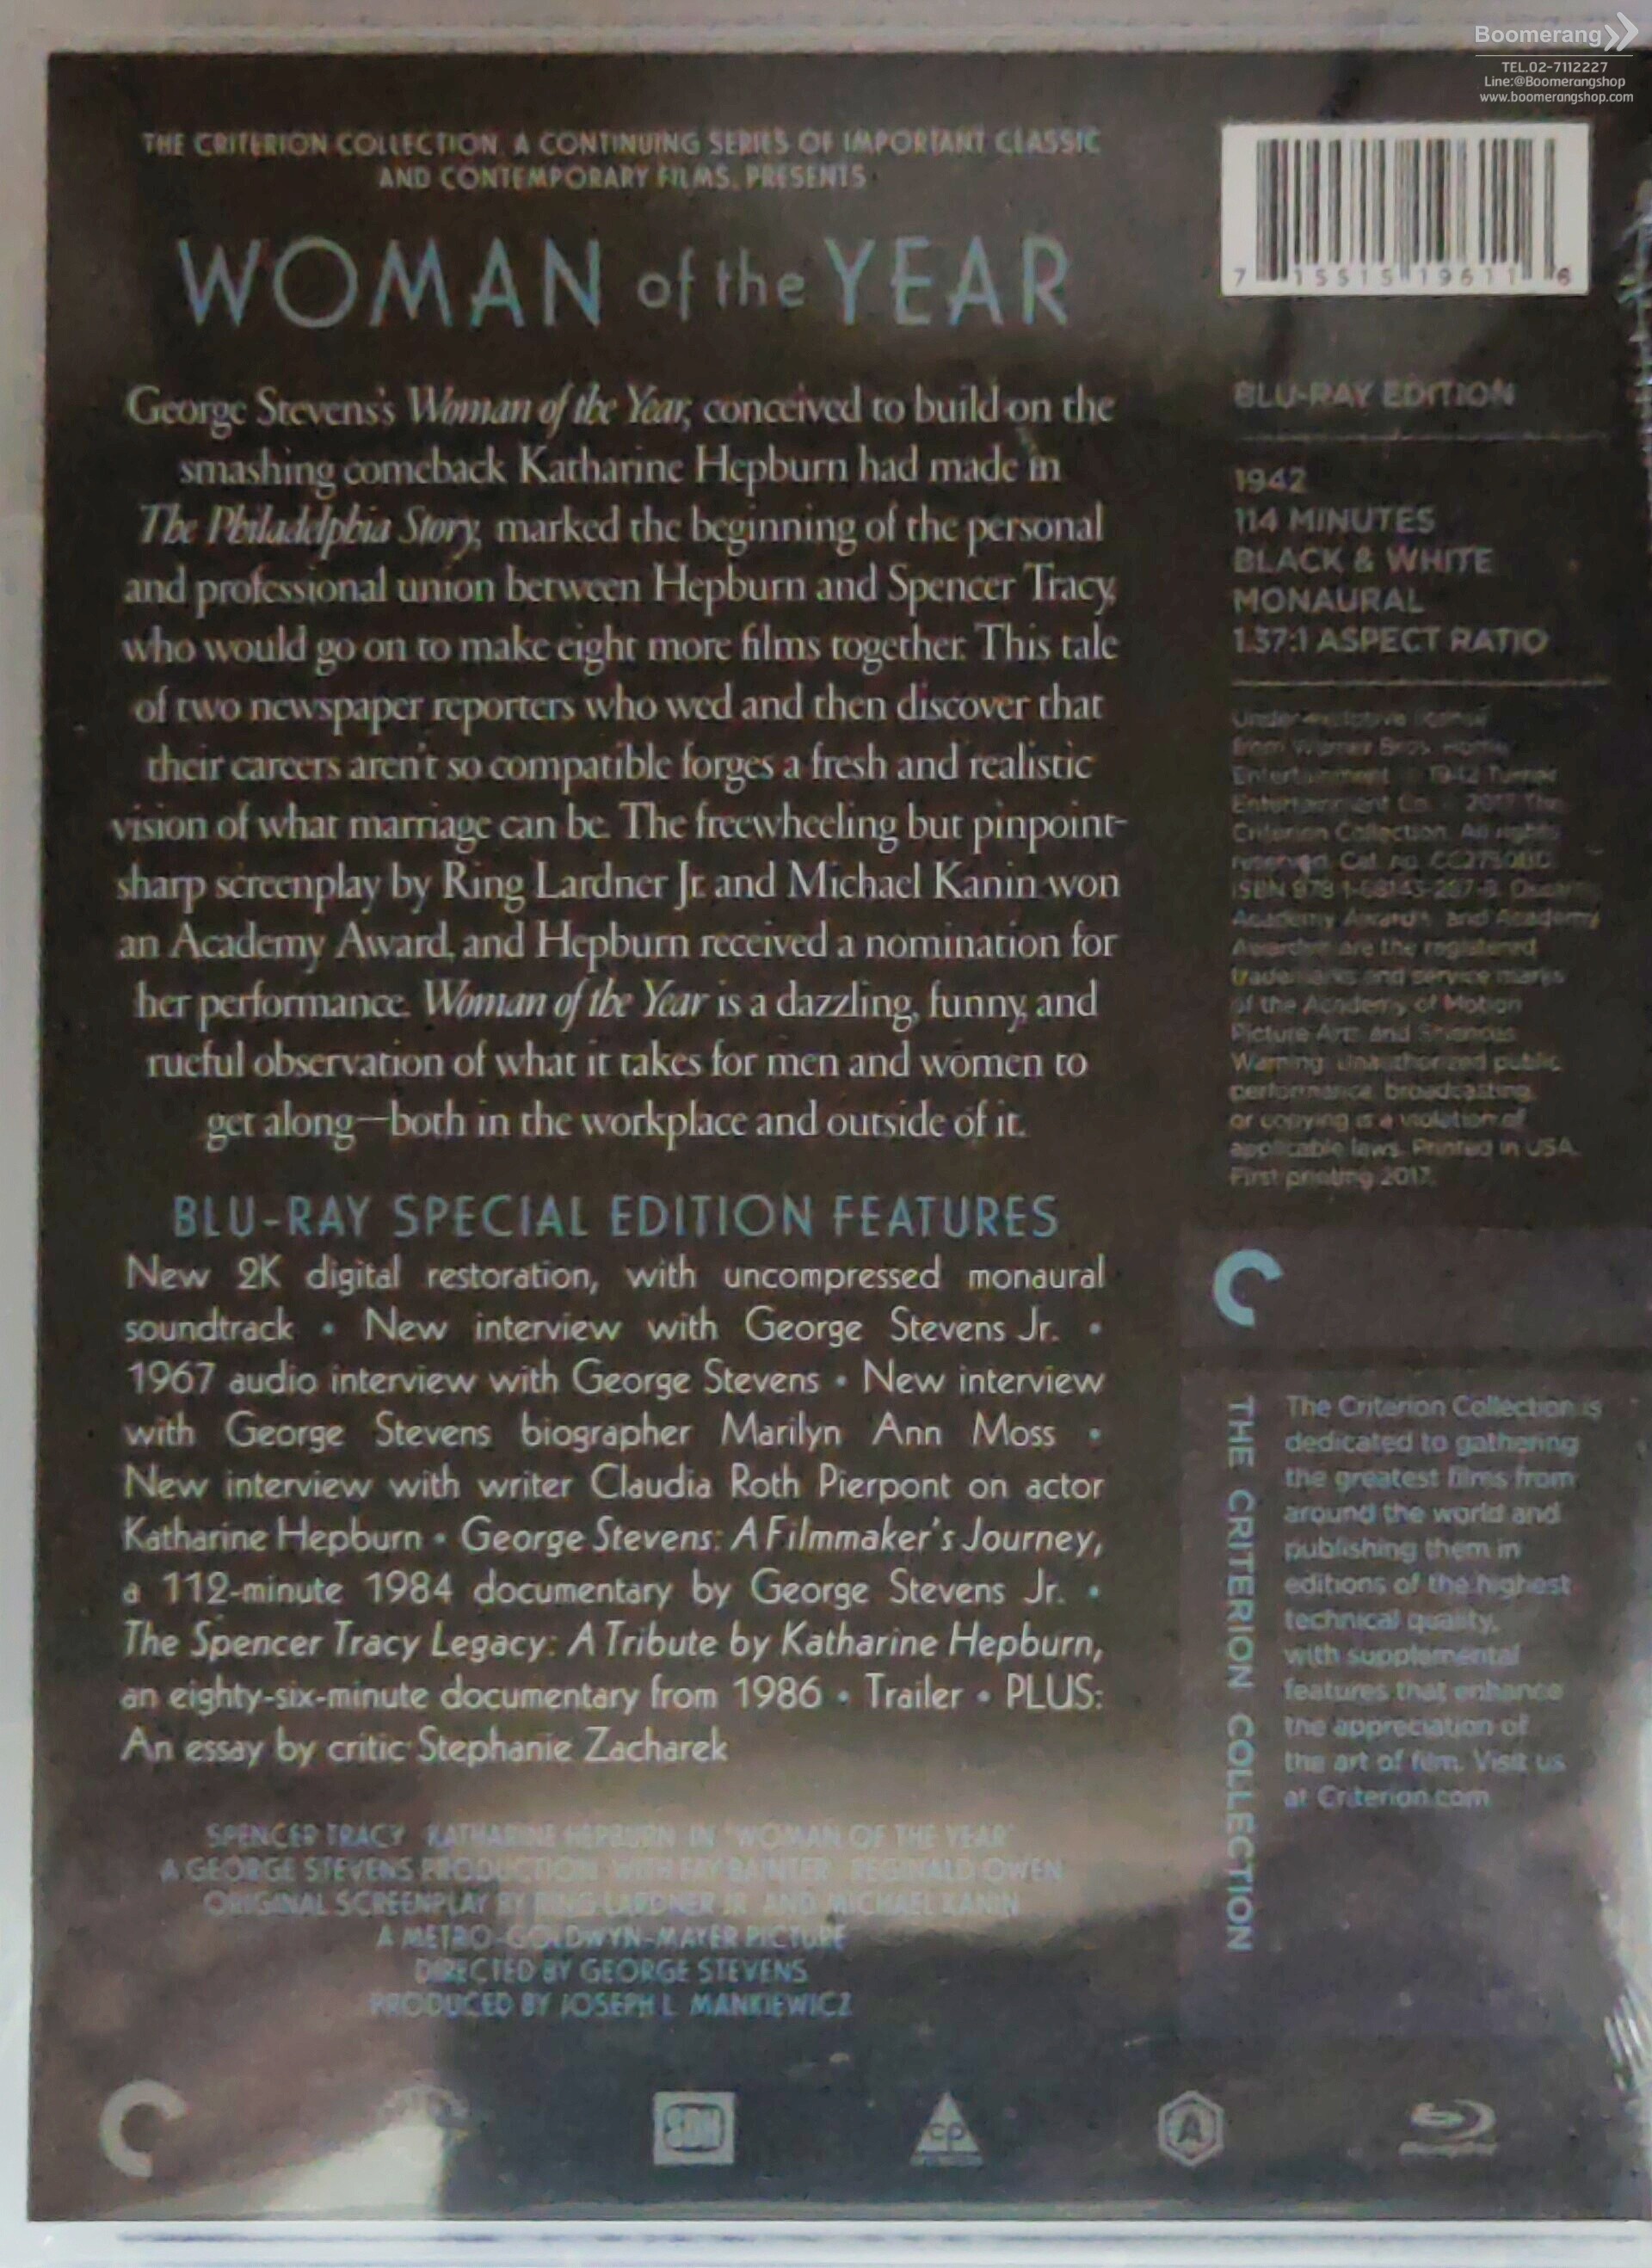 Boomerang
TEL.02-7112227
Line:@Boomerangshop
www.boomerangshop.com
THE CRITERION COLLECTION, A CONTINUING SERIES OF IMPORTANT CLASSIC
AND CONTEMPORARY FILMS, PRESENTS
WOMAN of the YEAR
George Stevens's Woman of the Year, conceived to build on the
smashing comeback Katharine Hepburn had made in
The Philadelphia Story, marked the beginning of the personal
and professional union between Hepburn and Spencer Tracy,
who would go on to make eight more films together. This tale
of two newspaper reporters who wed and then discover that
their careers aren't so compatible forges a fresh and realistic
vision of what marriage can be. The freewheeling but pinpoint-
sharp screenplay by Ring Lardner Jr. and Michael Kanin won
an Academy Award, and Hepburn received a nomination for
her performance. Woman of the Year is a dazzling, funny, and
rueful observation of what it takes for men and women to
get along—both in the workplace and outside of it.
BLU-RAY SPECIAL EDITION FEATURES
New 2K digital restoration, with uncompressed monaural
soundtrack • New interview with George Stevens Jr. •
1967 audio interview with George Stevens • New interview
with George Stevens biographer Marilyn Ann Moss •
New interview with writer Claudia Roth Pierpont on actor
Katharine Hepburn • George Stevens: A Filmmaker's Journey,
a 112-minute 1984 documentary by George Stevens Jr. •
The Spencer Tracy Legacy: A Tribute by Katharine Hepburn,
an eighty-six-minute documentary from 1986 • Trailer • PLUS:
An essay by critic Stephanie Zacharek
SPENCER TRACY KATHARINE HEPBURN IN "WOMAN OF THE YEAR"
A GEORGE STEVENS PRODUCTION WITH FAY BAINTER REGINALD OWEN
ORIGINAL SCREENPLAY BY RING LARDNER JR. AND MICHAEL KANIN
A METRO-GOLDWYN-MAYER PICTURE
DIRECTED BY GEORGE STEVENS
PRODUCED BY JOSEPH L. MANKIEWICZ
7 15515 19611 6
BLU-RAY EDITION
1942
114 MINUTES
BLACK & WHITE
MONAURAL
1.37:1 ASPECT RATIO
Under exclusive license
from Warner Bros. Home
Entertainment 1942 Turner
Entertainment Co. 2017 The
Criterion Collection. All rights
reserved. Cat. no.
ISBN
Academy Award, and Academy
Awards are the registered
trademarks and service marks
of the Academy of Motion
Picture Arts and Sciences.
Warning: unauthorized public
performance, broadcasting,
or copying is a violation of
applicable laws. Printed in USA.
First printing 2017.
THE CRITERION COLLECTION
The Criterion Collection is
dedicated to gathering
the greatest films from
around the world and
publishing them in
editions of the highest
technical quality,
with supplemental
features that enhance
the appreciation of
the art of film. Visit us
at Criterion.com
SDH
CP
A